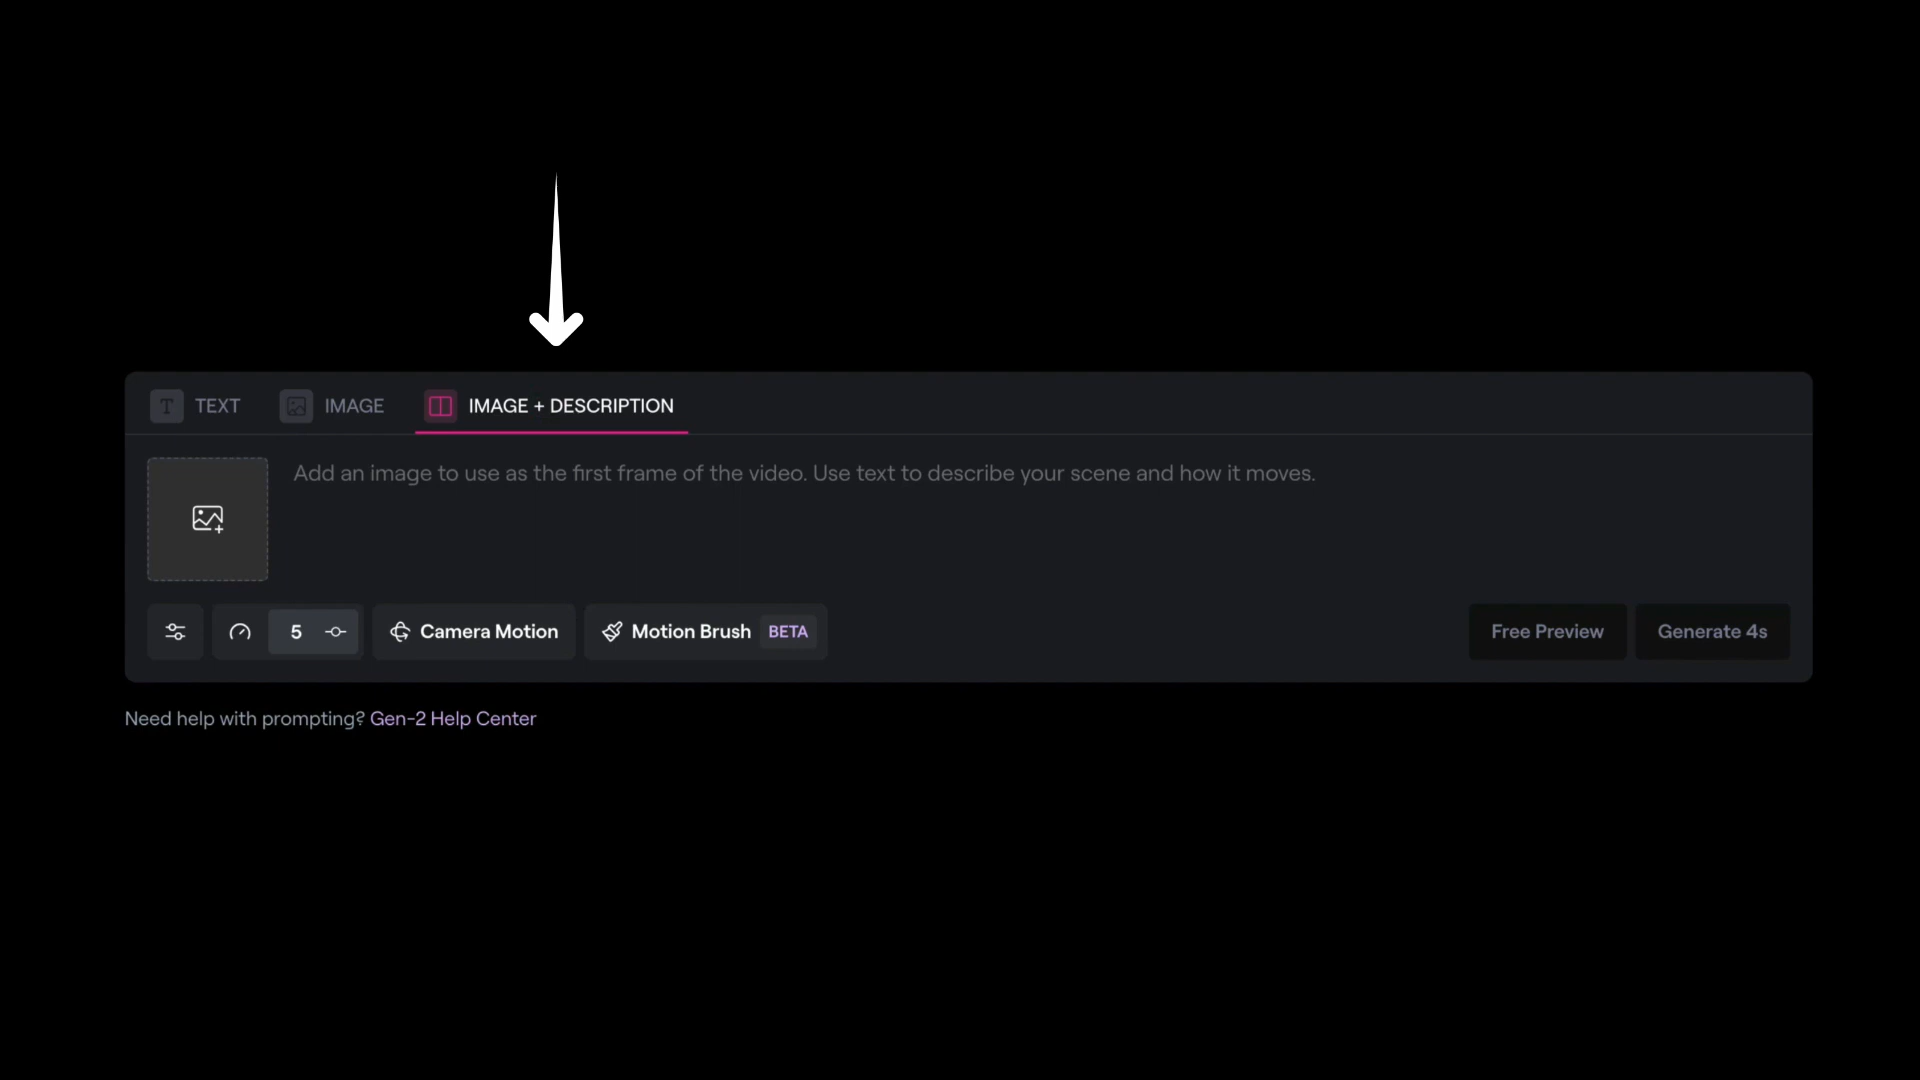 TEXT IMAGE IMAGE + DESCRIPTION
Add an image to use as the first frame of the video. Use text to describe your scene and how it moves.
5 Camera Motion Motion Brush BETA Free Preview Generate 4s
Need help with prompting? Gen-2 Help Center